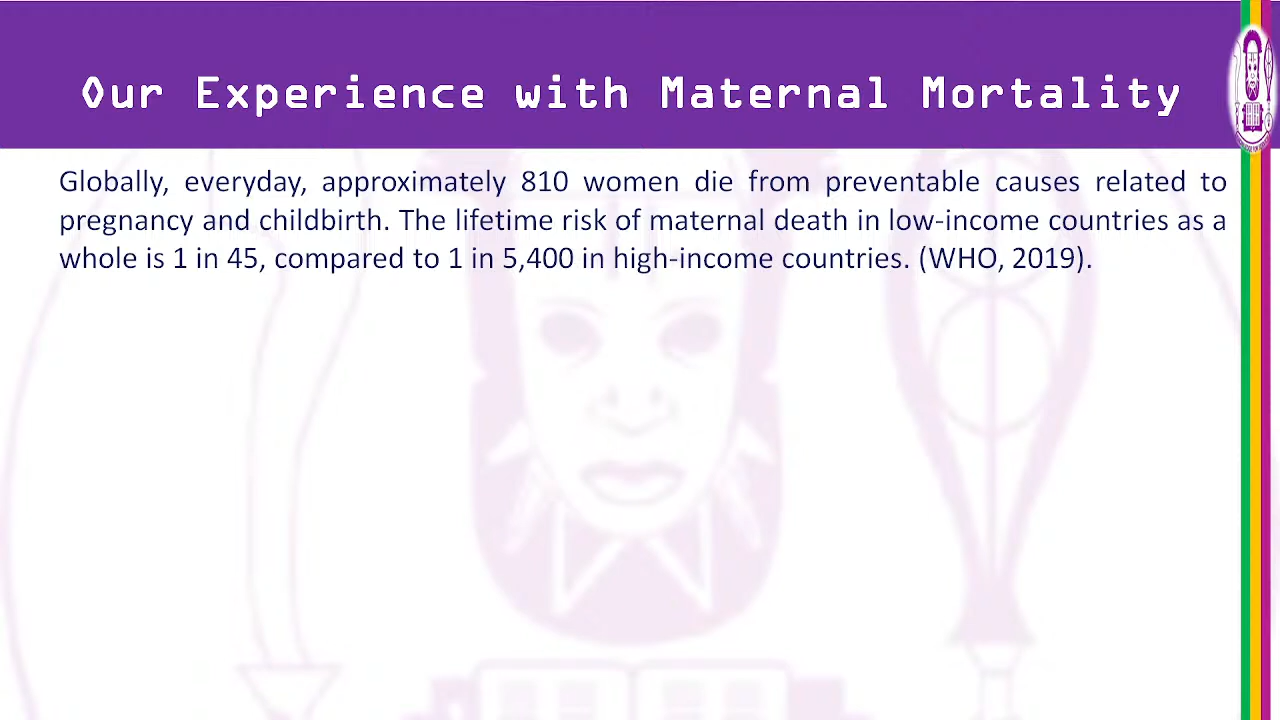 Our Experience with Maternal Mortality
Globally, everyday, approximately 810 women die from preventable causes related to
pregnancy and childbirth. The lifetime risk of maternal death in low-income countries as a
whole is 1 in 45, compared to 1 in 5,400 in high-income countries. (WHO, 2019).